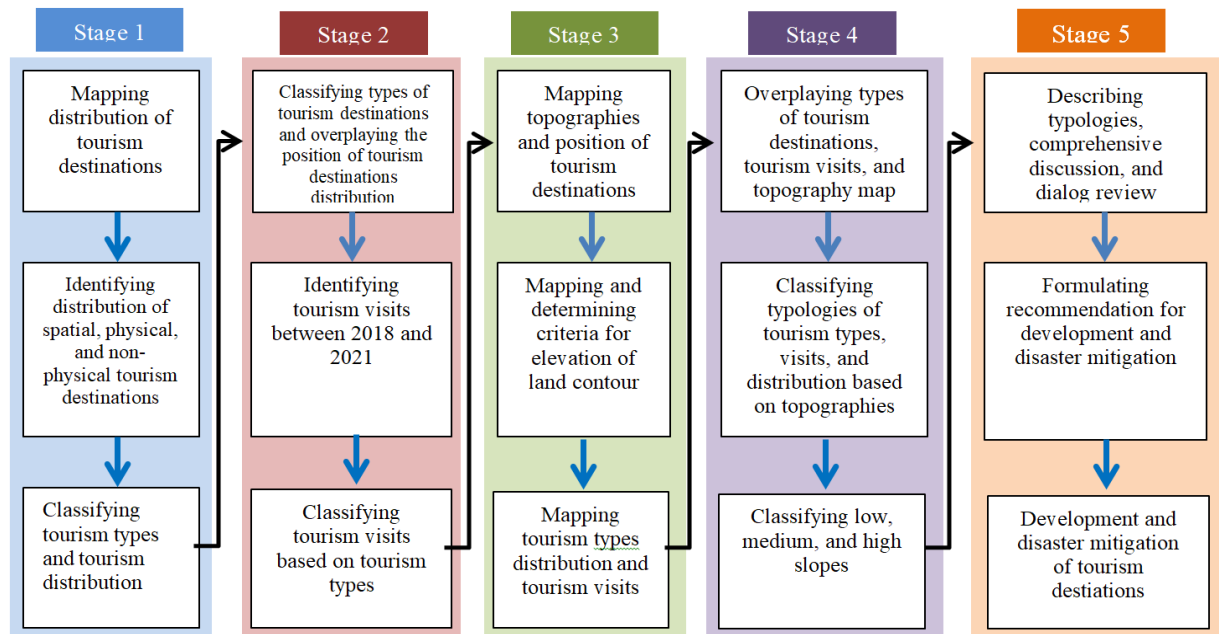 Stage 1
Mapping
distribution of
tourism
destinations
Identifying
distribution of
spatial, physical,
and non-
physical tourism
destinations
Classifying
tourism types
and tourism
distribution
Stage 2
Classifying types of
tourism destinations
and overplaying the
position of tourism
destinations
distribution
Identifying
tourism visits
between 2018 and
2021
Classifying
tourism visits
based on tourism
types
Stage 3
Mapping
topographies
and position of
tourism
destinations
Mapping and
determining
criteria for
elevation of
land contour
Mapping
tourism types
distribution and
tourism visits
Stage 4
Overplaying types
of tourism
destinations,
tourism visits, and
topography map
Classifying
typologies of
tourism types,
visits, and
distribution based
on topographies
Classifying low,
medium, and high
slopes
Stage 5
Describing
typologies,
comprehensive
discussion, and
dialog review
Formulating
recommendation for
development and
disaster mitigation
Development and
disaster mitigation
of tourism
destiations